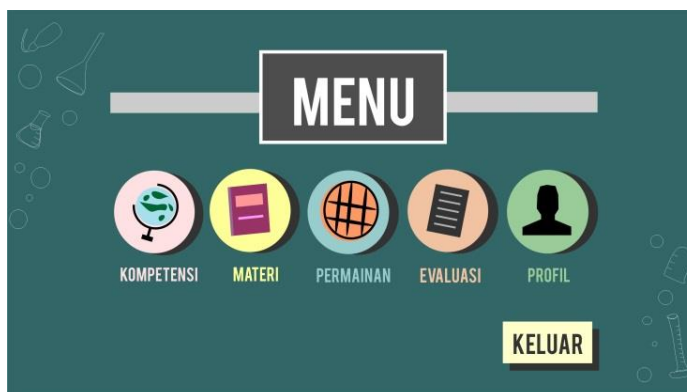 MENU
KOMPETENSI MATERI PERMAINAN EVALUASI PROFIL
KELUAR